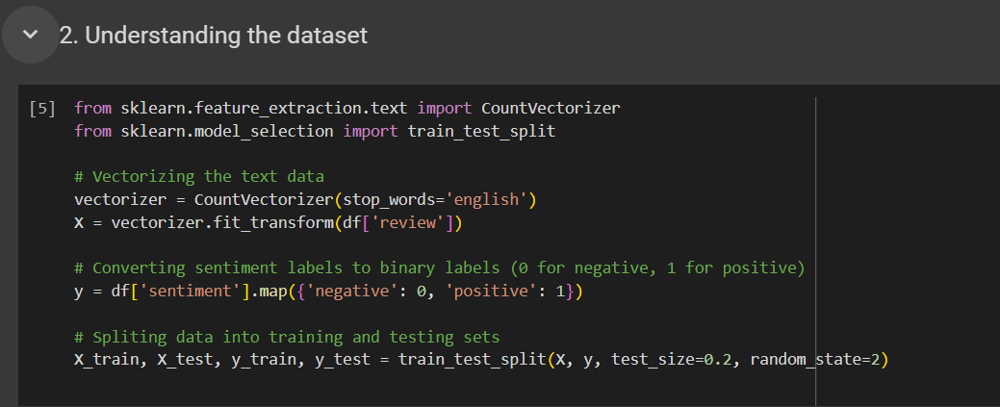 2. Understanding the dataset
[5] from sklearn.feature_extraction.text import CountVectorizer
from sklearn.model_selection import train_test_split
# Vectorizing the text data
vectorizer = CountVectorizer(stop_words='english')
X = vectorizer.fit_transform(df['review'])
# Converting sentiment labels to binary labels (0 for negative, 1 for positive)
y = df['sentiment'].map({'negative': 0, 'positive': 1})
# Spliting data into training and testing sets
X_train, X_test, y_train, y_test = train_test_split(X, y, test_size=0.2, random_state=2)